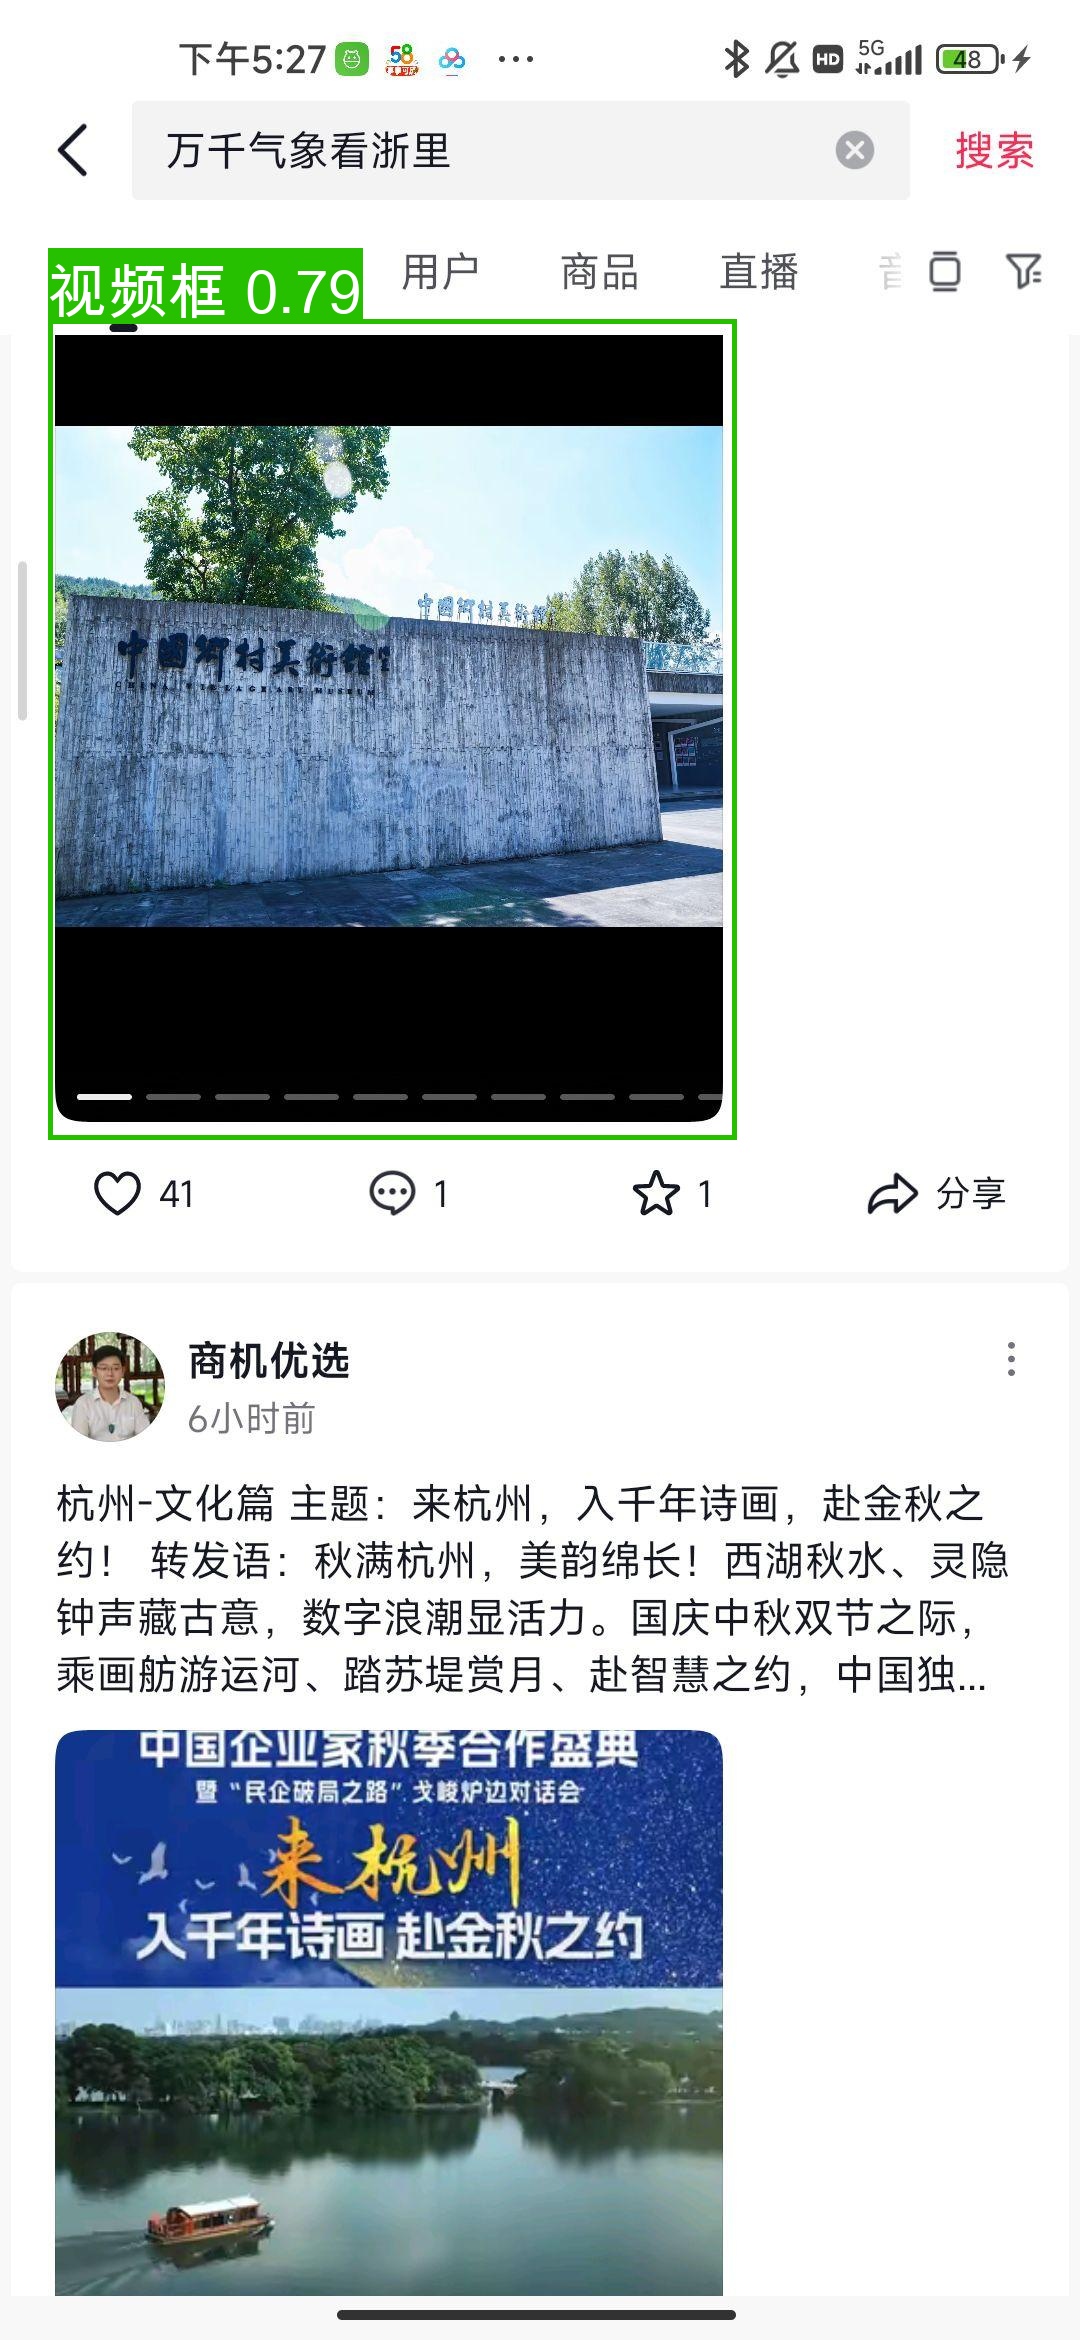 下午5:27
58
HD
5G
48
万千气象看浙里
搜索
视频框 0.79
用户
商品
直播
中国乡村美術館
CHINA VILLAGE ART MUSEUM
中国乡村美術館
41
1
1
分享
商机优选
6小时前
杭州-文化篇 主题：来杭州，入千年诗画，赴金秋之
约！ 转发语：秋满杭州，美韵绵长！西湖秋水、灵隐
钟声藏古意，数字浪潮显活力。国庆中秋双节之际，
乘画舫游运河、踏苏堤赏月、赴智慧之约，中国独...
中国企业家秋季合作盛典
暨“民企破局之路”戈峻炉边对话会
来杭州
入千年诗画 赴金秋之约